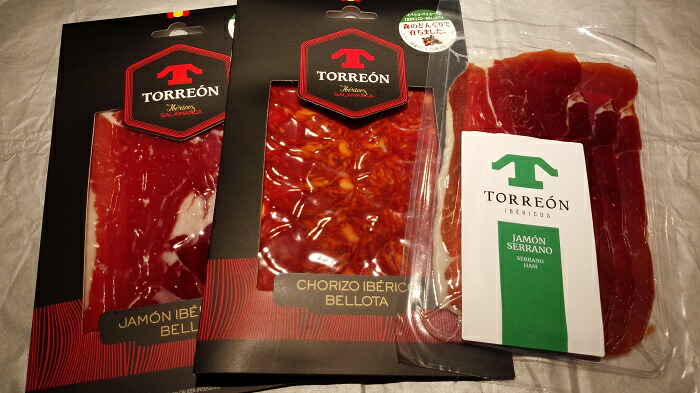 TORREÓN
Ibéricos
SALAMANCA
JAMÓN IBÉ
BELL
TORREÓN
Ibéricos
SALAMANCA
CHORIZO IBÉRICO
BELLOTA
森のどんぐりで
育ちました。
TORREÓN
IBÉRICOS
JAMÓN
SERRANO
SERRANO
HAM